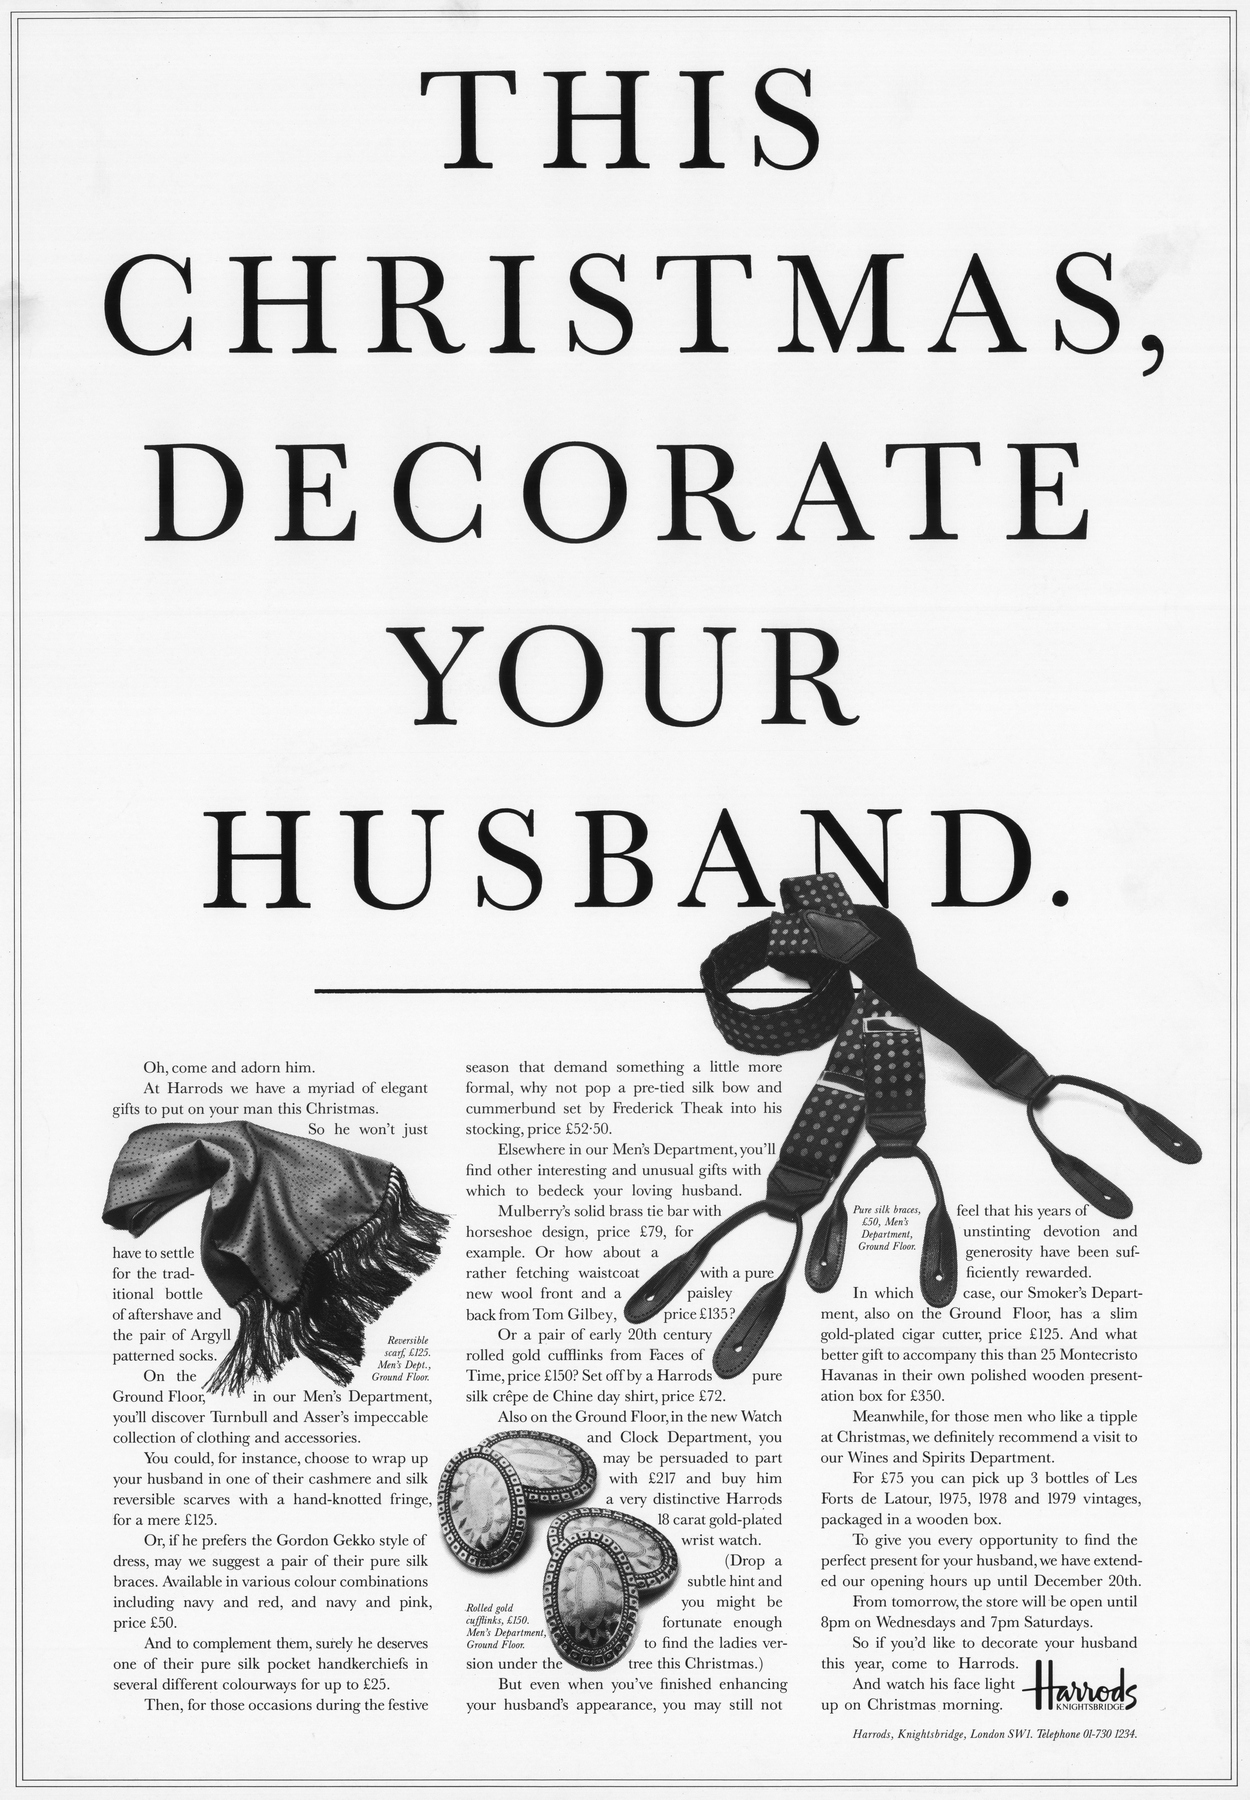 THIS
CHRISTMAS,
DECORATE
YOUR
HUSBAND.
Oh, come and adorn him.
At Harrods we have a myriad of elegant
gifts to put on your man this Christmas.
So he won't just
have to settle
for the trad-
itional bottle
of aftershave and
the pair of Argyll
patterned socks.
On the
Ground Floor, in our Men's Department,
you'll discover Turnbull and Asser's impeccable
collection of clothing and accessories.
You could, for instance, choose to wrap up
your husband in one of their cashmere and silk
reversible scarves with a hand-knotted fringe,
for a mere £125.
Or, if he prefers the Gordon Gekko style of
dress, may we suggest a pair of their pure silk
braces. Available in various colour combinations
including navy and red, and navy and pink,
price £50.
And to complement them, surely he deserves
one of their pure silk pocket handkerchiefs in
several different colourways for up to £25.
Then, for those occasions during the festive
Reversible
scarf, £125.
Men's Dept.,
Ground Floor.
season that demand something a little more
formal, why not pop a pre-tied silk bow and
cummerbund set by Frederick Theak into his
stocking, price £52·50.
Elsewhere in our Men's Department, you'll
find other interesting and unusual gifts with
which to bedeck your loving husband.
Mulberry's solid brass tie bar with
horseshoe design, price £79, for
example. Or how about a
rather fetching waistcoat with a pure
new wool front and a paisley
back from Tom Gilbey, price £135?
Or a pair of early 20th century
rolled gold cufflinks from Faces of
Time, price £150? Set off by a Harrods pure
silk crêpe de Chine day shirt, price £72.
Also on the Ground Floor, in the new Watch
and Clock Department, you
may be persuaded to part
with £217 and buy him
a very distinctive Harrods
18 carat gold-plated
wrist watch.
(Drop a
subtle hint and
you might be
fortunate enough
to find the ladies ver-
sion under the tree this Christmas.)
But even when you've finished enhancing
your husband's appearance, you may still not
Rolled gold
cufflinks, £150.
Men's Department,
Ground Floor.
Pure silk braces,
£50, Men's
Department,
Ground Floor.
feel that his years of
unstinting devotion and
generosity have been suf-
ficiently rewarded.
In which case, our Smoker's Depart-
ment, also on the Ground Floor, has a slim
gold-plated cigar cutter, price £125. And what
better gift to accompany this than 25 Montecristo
Havanas in their own polished wooden present-
ation box for £350.
Meanwhile, for those men who like a tipple
at Christmas, we definitely recommend a visit to
our Wines and Spirits Department.
For £75 you can pick up 3 bottles of Les
Forts de Latour, 1975, 1978 and 1979 vintages,
packaged in a wooden box.
To give you every opportunity to find the
perfect present for your husband, we have extend-
ed our opening hours up until December 20th.
From tomorrow, the store will be open until
8pm on Wednesdays and 7pm Saturdays.
So if you'd like to decorate your husband
this year, come to Harrods.
And watch his face light
up on Christmas morning.
Harrods
KNIGHTSBRIDGE
Harrods, Knightsbridge, London SW1. Telephone 01-730 1234.